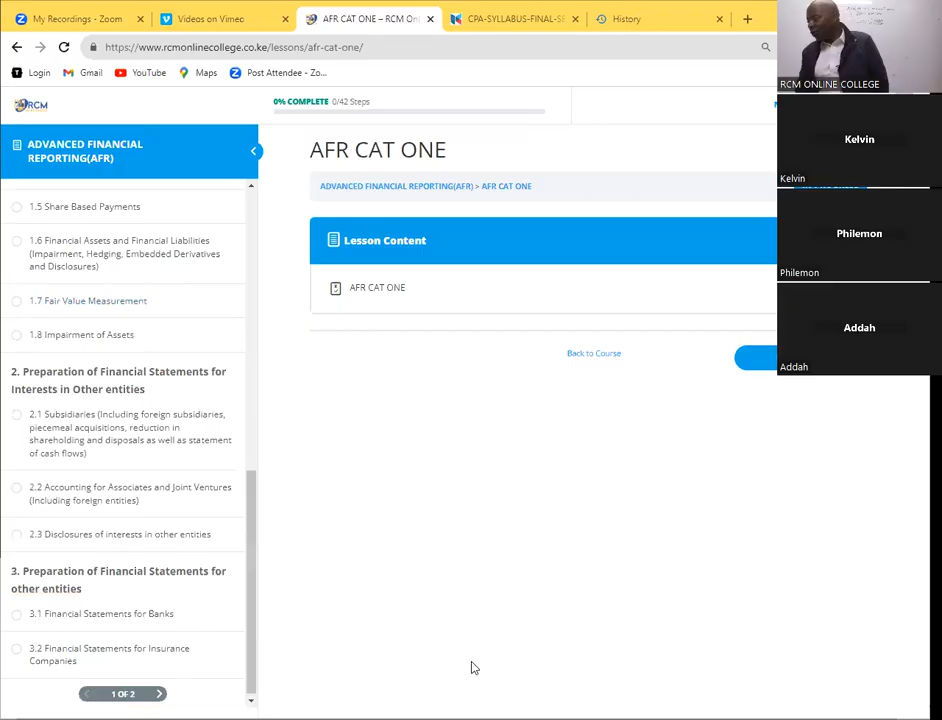 My Recordings - Zoom
Videos on Vimeo
AFR CAT ONE – RCM Onl
CPA-SYLLABUS-FINAL-SE
History
https://www.rcmonlinecollege.co.ke/lessons/afr-cat-one/
Login
Gmail
YouTube
Maps
Post Attendee - Zo...
RCM
0% COMPLETE 0/42 Steps
ADVANCED FINANCIAL
REPORTING(AFR)
1.5 Share Based Payments
1.6 Financial Assets and Financial Liabilities
(Impairment, Hedging, Embedded Derivatives
and Disclosures)
1.7 Fair Value Measurement
1.8 Impairment of Assets
2. Preparation of Financial Statements for
Interests in Other entities
2.1 Subsidiaries (Including foreign subsidiaries,
piecemeal acquisitions, reduction in
shareholding and disposals as well as statement
of cash flows)
2.2 Accounting for Associates and Joint Ventures
(Including foreign entities)
2.3 Disclosures of interests in other entities
3. Preparation of Financial Statements for
other entities
3.1 Financial Statements for Banks
3.2 Financial Statements for Insurance
Companies
1 OF 2
AFR CAT ONE
ADVANCED FINANCIAL REPORTING(AFR) > AFR CAT ONE
Lesson Content
AFR CAT ONE
Back to Course
RCM ONLINE COLLEGE
Kelvin
Kelvin
Philemon
Philemon
Addah
Addah